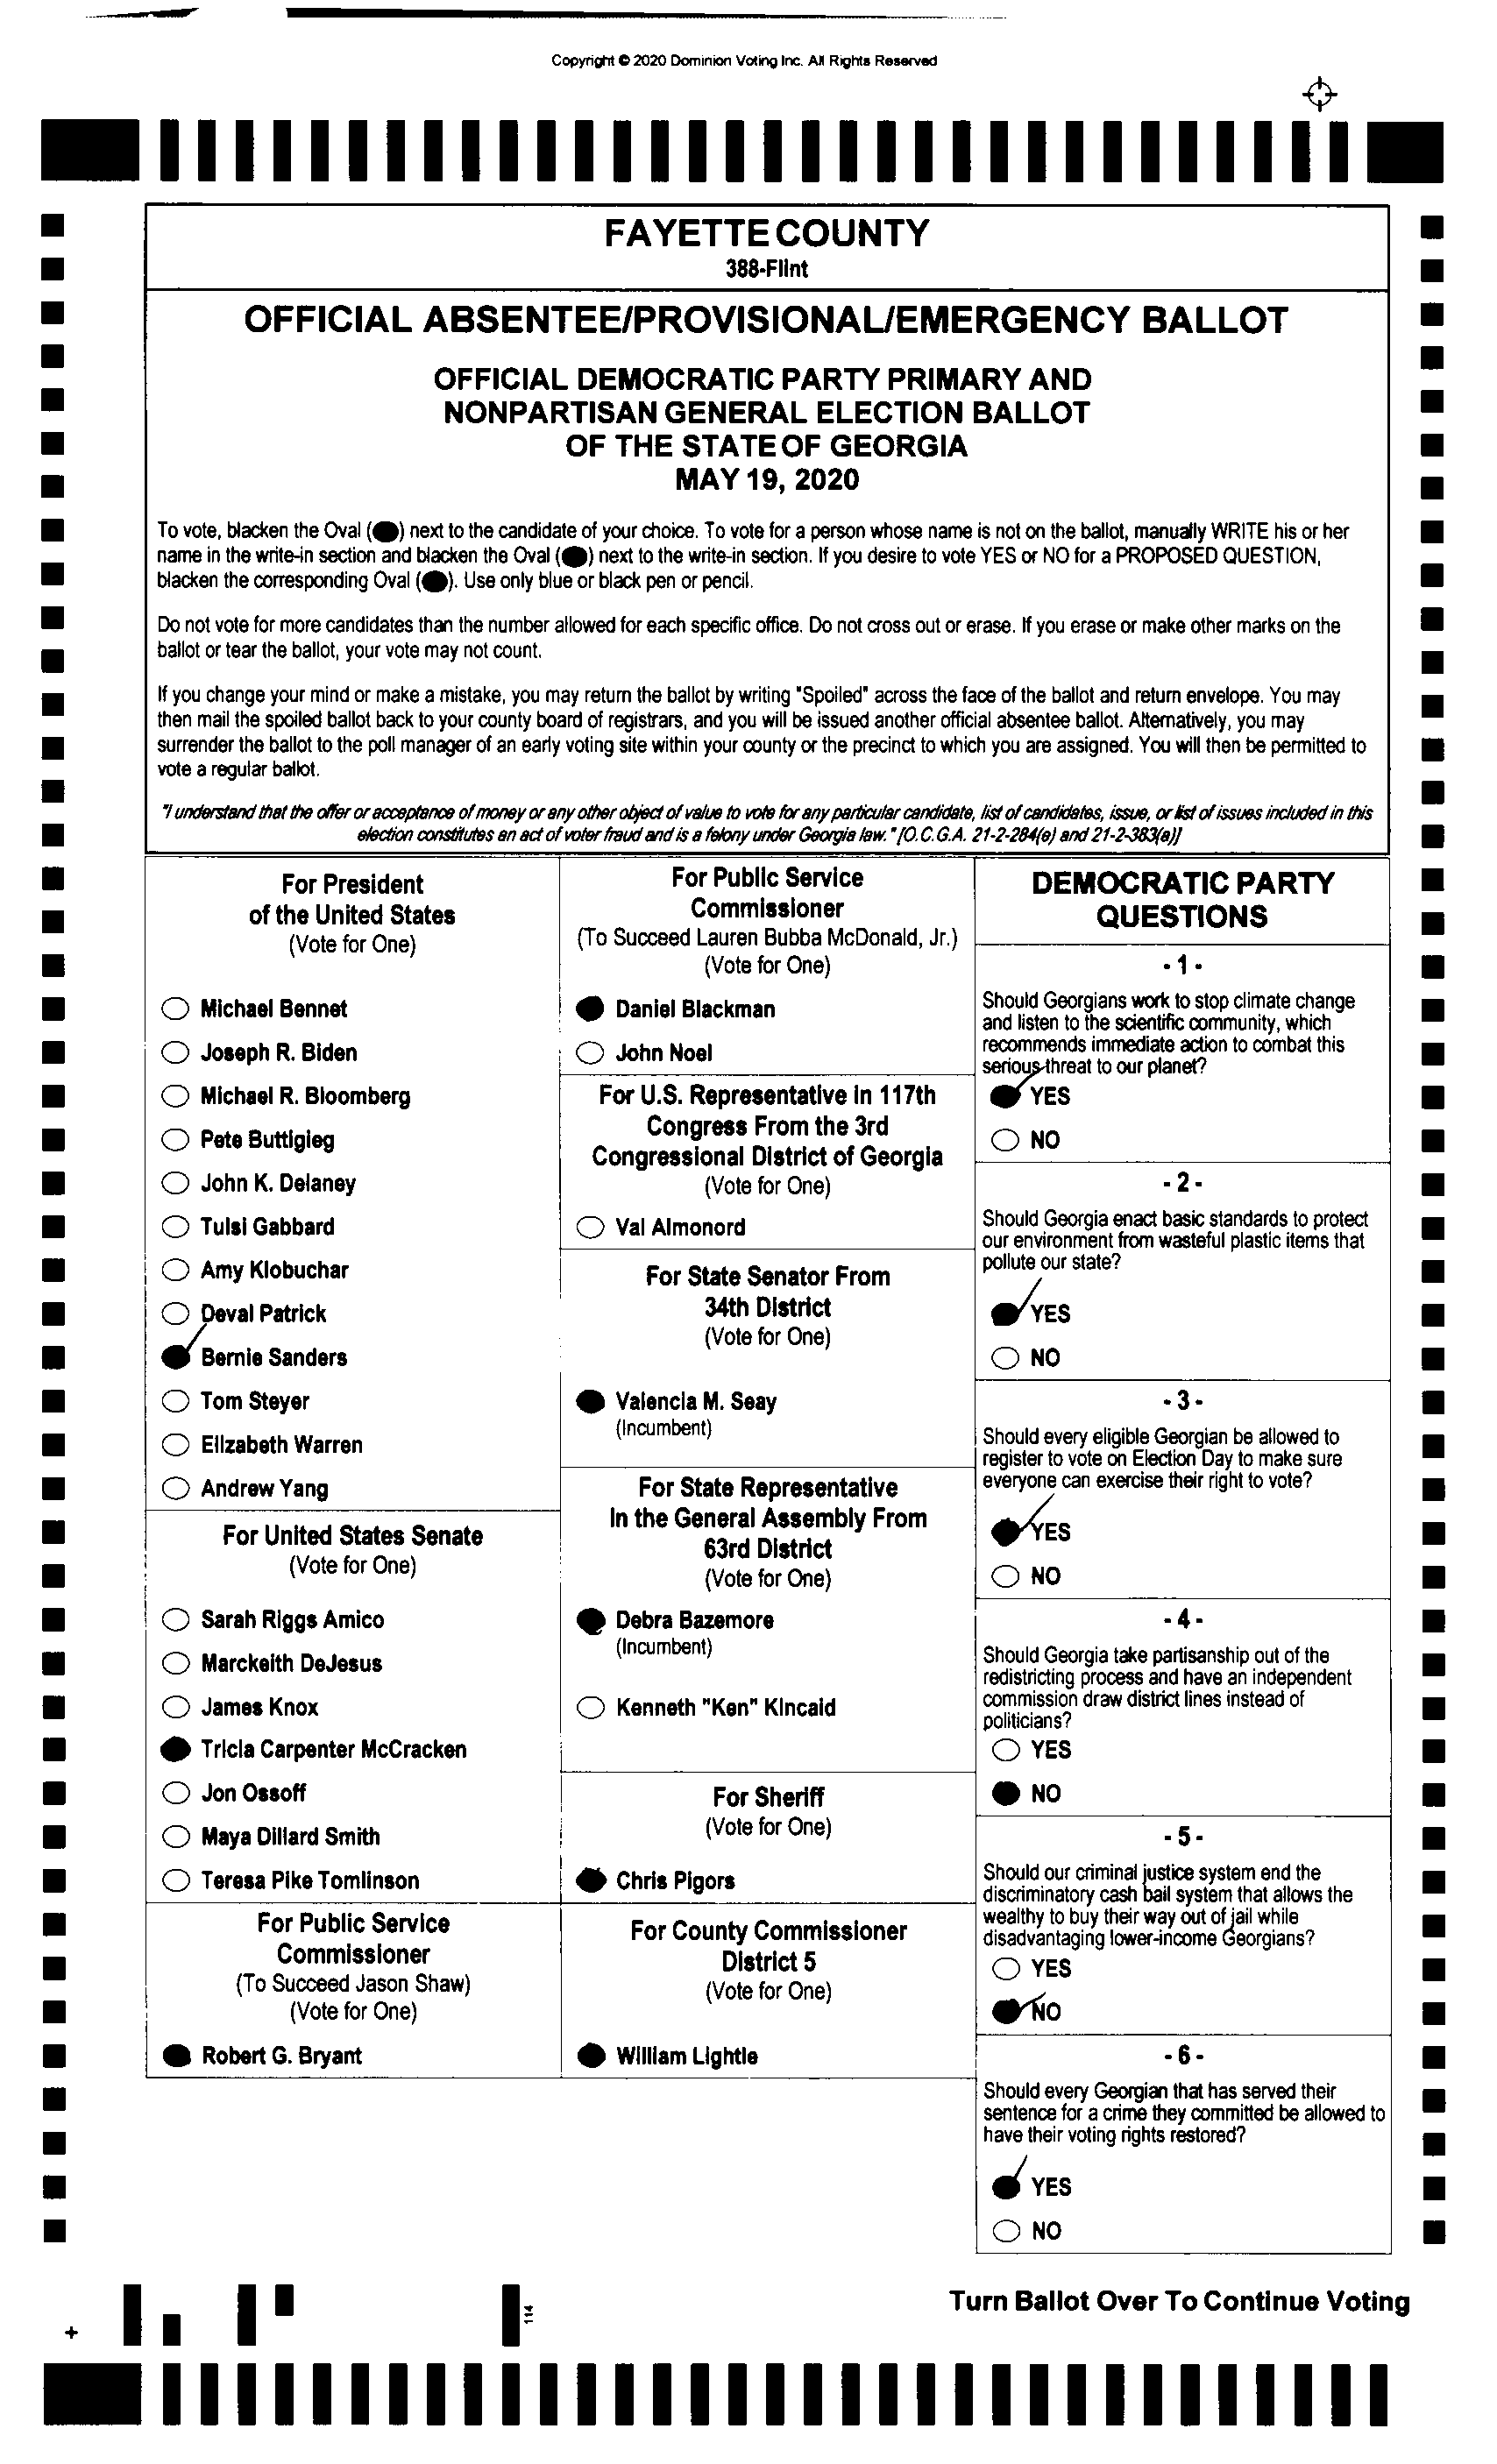 Copyright © 2020 Dominion Voting Inc. All Rights Reserved
FAYETTE COUNTY
388-Flint
OFFICIAL ABSENTEE/PROVISIONAL/EMERGENCY BALLOT
OFFICIAL DEMOCRATIC PARTY PRIMARY AND
NONPARTISAN GENERAL ELECTION BALLOT
OF THE STATE OF GEORGIA
MAY 19, 2020
To vote, blacken the Oval (●) next to the candidate of your choice. To vote for a person whose name is not on the ballot, manually WRITE his or her
name in the write-in section and blacken the Oval (●) next to the write-in section. If you desire to vote YES or NO for a PROPOSED QUESTION,
blacken the corresponding Oval (●). Use only blue or black pen or pencil.
Do not vote for more candidates than the number allowed for each specific office. Do not cross out or erase. If you erase or make other marks on the
ballot or tear the ballot, your vote may not count.
If you change your mind or make a mistake, you may return the ballot by writing "Spoiled" across the face of the ballot and return envelope. You may
then mail the spoiled ballot back to your county board of registrars, and you will be issued another official absentee ballot. Alternatively, you may
surrender the ballot to the poll manager of an early voting site within your county or the precinct to which you are assigned. You will then be permitted to
vote a regular ballot.
"I understand that the offer or acceptance of money or any other object of value to vote for any particular candidate, list of candidates, issue, or list of issues included in this
election constitutes an act of voter fraud and is a felony under Georgia law." [O.C.G.A. 21-2-284(e) and 21-2-383(a)]
For President
of the United States
(Vote for One)
Michael Bennet
Joseph R. Biden
Michael R. Bloomberg
Pete Buttigieg
John K. Delaney
Tulsi Gabbard
Amy Klobuchar
Deval Patrick
Bernie Sanders
Tom Steyer
Elizabeth Warren
Andrew Yang
For United States Senate
(Vote for One)
Sarah Riggs Amico
Marckeith DeJesus
James Knox
Tricia Carpenter McCracken
Jon Ossoff
Maya Dillard Smith
Teresa Pike Tomlinson
For Public Service
Commissioner
(To Succeed Jason Shaw)
(Vote for One)
Robert G. Bryant
For Public Service
Commissioner
(To Succeed Lauren Bubba McDonald, Jr.)
(Vote for One)
Daniel Blackman
John Noel
For U.S. Representative in 117th
Congress From the 3rd
Congressional District of Georgia
(Vote for One)
Val Almonord
For State Senator From
34th District
(Vote for One)
Valencia M. Seay
(Incumbent)
For State Representative
In the General Assembly From
63rd District
(Vote for One)
Debra Bazemore
(Incumbent)
Kenneth "Ken" Kincaid
For Sheriff
(Vote for One)
Chris Pigors
For County Commissioner
District 5
(Vote for One)
William Lightle
DEMOCRATIC PARTY
QUESTIONS
- 1 -
Should Georgians work to stop climate change
and listen to the scientific community, which
recommends immediate action to combat this
serious threat to our planet?
YES
NO
- 2 -
Should Georgia enact basic standards to protect
our environment from wasteful plastic items that
pollute our state?
YES
NO
- 3 -
Should every eligible Georgian be allowed to
register to vote on Election Day to make sure
everyone can exercise their right to vote?
YES
NO
- 4 -
Should Georgia take partisanship out of the
redistricting process and have an independent
commission draw district lines instead of
politicians?
YES
NO
- 5 -
Should our criminal justice system end the
discriminatory cash bail system that allows the
wealthy to buy their way out of jail while
disadvantaging lower-income Georgians?
YES
NO
- 6 -
Should every Georgian that has served their
sentence for a crime they committed be allowed to
have their voting rights restored?
YES
NO
Turn Ballot Over To Continue Voting
114